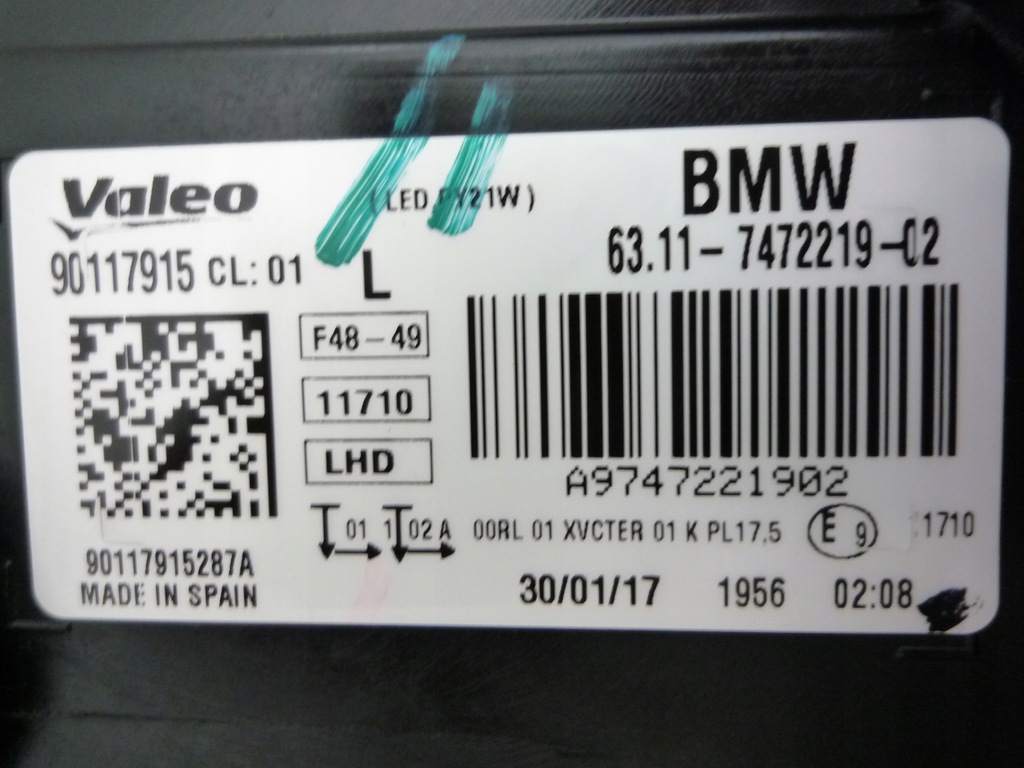 Valeo
(LED PY21W)
BMW
90117915 CL: 01
L
63.11- 7472219-02
F48-49
11710
LHD
A9747221902
01 1 02 A
00RL 01 XVCTER 01 K PL17,5
E 9
1710
90117915287A
MADE IN SPAIN
30/01/17
1956
02:08